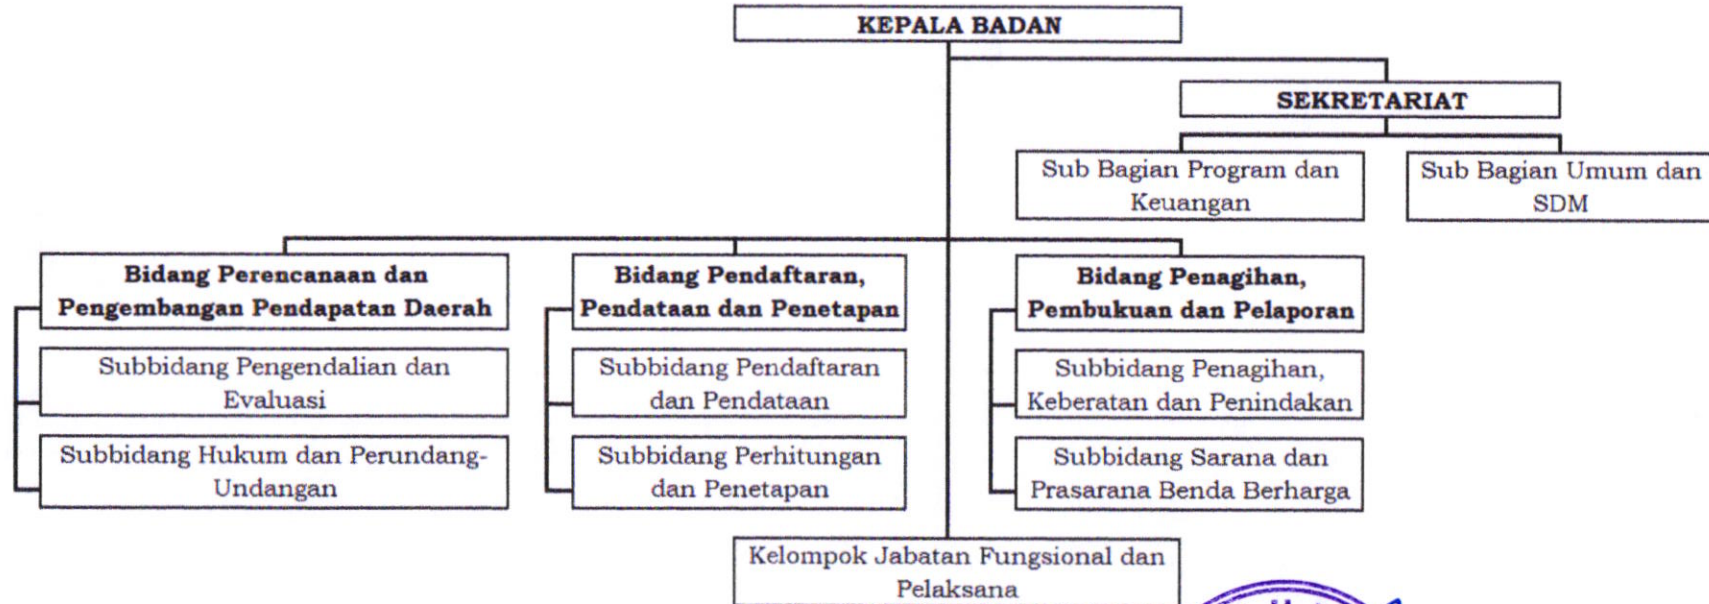 KEPALA BADAN
SEKRETARIAT
Sub Bagian Program dan
Keuangan
Sub Bagian Umum dan
SDM
Bidang Perencanaan dan
Pengembangan Pendapatan Daerah
Subbidang Pengendalian dan
Evaluasi
Subbidang Hukum dan Perundang-
Undangan
Bidang Pendaftaran,
Pendataan dan Penetapan
Subbidang Pendaftaran
dan Pendataan
Subbidang Perhitungan
dan Penetapan
Bidang Penagihan,
Pembukuan dan Pelaporan
Subbidang Penagihan,
Keberatan dan Penindakan
Subbidang Sarana dan
Prasarana Benda Berharga
Kelompok Jabatan Fungsional dan
Pelaksana